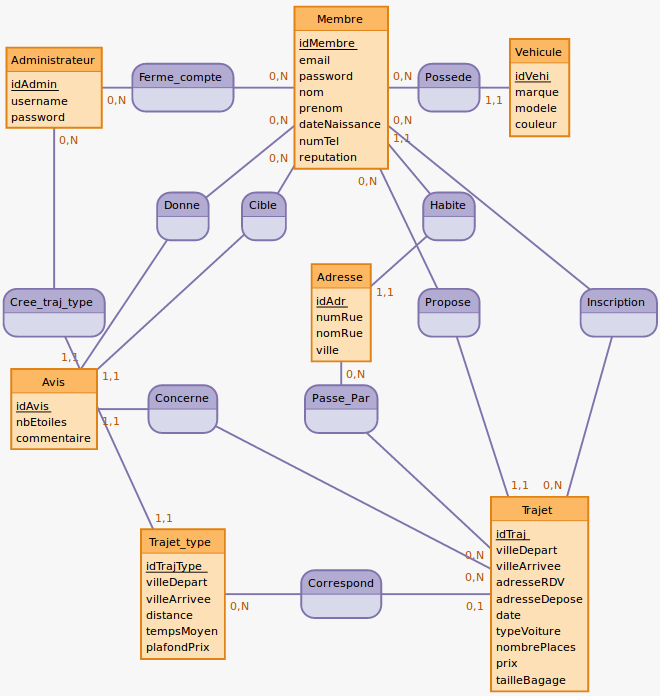 Membre
idMembre
email
password
nom
prenom
dateNaissance
numTel
reputation
Administrateur
idAdmin
username
password
Vehicule
idVehi
marque
modele
couleur
Ferme_compte
Possede
0,N
0,N
0,N
1,1
0,N
0,N
0,N
1,1
0,N
0,N
Donne
Cible
Habite
Adresse
idAdr
numRue
nomRue
ville
1,1
Cree_traj_type
Propose
Inscription
1,1
1,1
0,N
Avis
idAvis
nbEtoiles
commentaire
1,1
Concerne
Passe_Par
1,1
1,1
0,N
Trajet_type
idTrajType
villeDepart
villeArrivee
distance
tempsMoyen
plafondPrix
Trajet
idTraj
villeDepart
villeArrivee
adresseRDV
adresseDepose
date
typeVoiture
nombrePlaces
prix
tailleBagage
0,N
0,N
Correspond
0,N
0,1